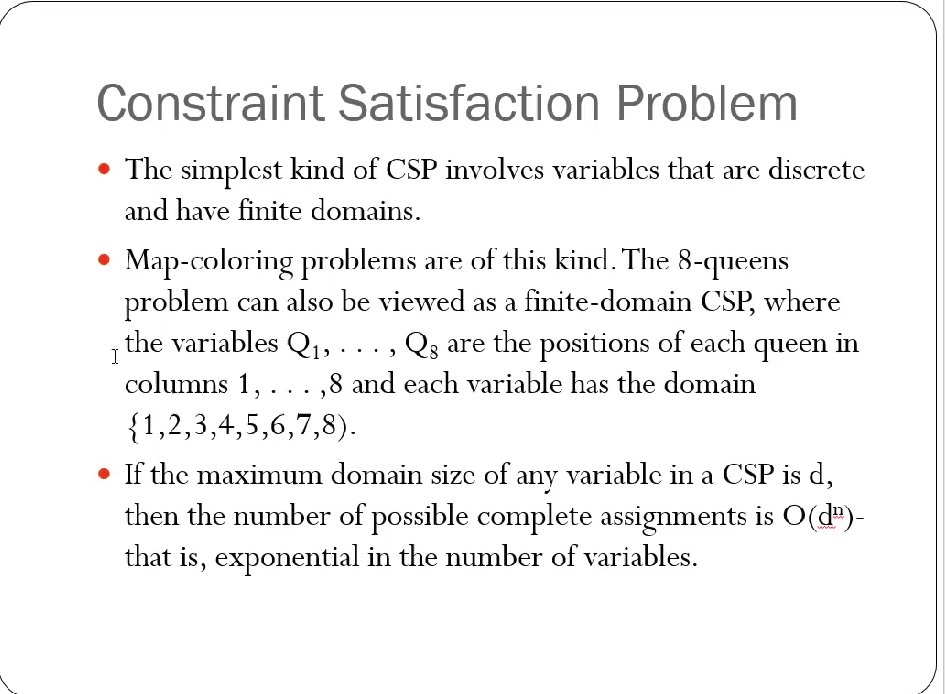 Constraint Satisfaction Problem
• The simplest kind of CSP involves variables that are discrete
and have finite domains.
• Map-coloring problems are of this kind. The 8-queens
problem can also be viewed as a finite-domain CSP, where
the variables Q₁, . . . , Q₈ are the positions of each queen in
columns 1, . . . ,8 and each variable has the domain
{1,2,3,4,5,6,7,8).
• If the maximum domain size of any variable in a CSP is d,
then the number of possible complete assignments is O(dⁿ)-
that is, exponential in the number of variables.